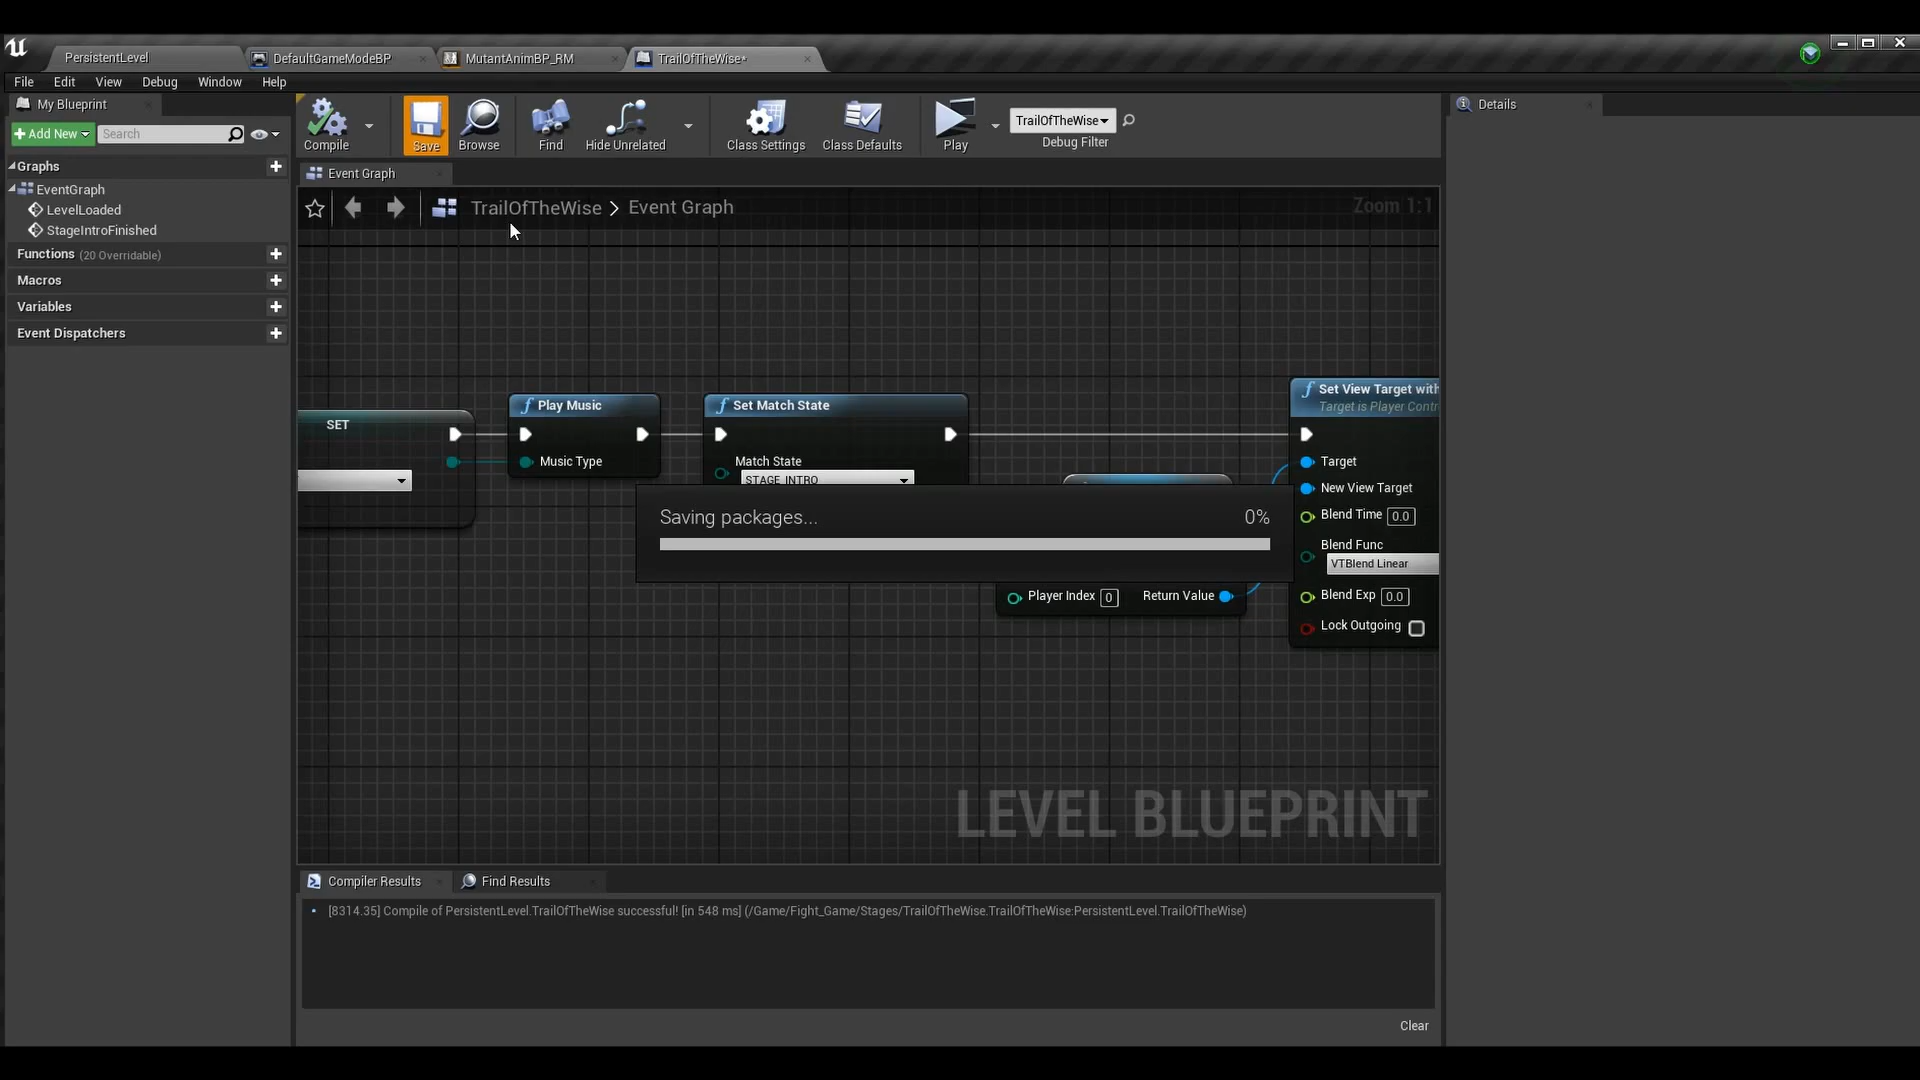 PersistentLevel
DefaultGameModeBP
MutantAnimBP_RM
TrailOfTheWise*
File Edit View Debug Window Help
My Blueprint
Add New
Search
Graphs
EventGraph
LevelLoaded
StageIntroFinished
Functions (20 Overridable)
Macros
Variables
Event Dispatchers
Compile
Save
Browse
Find
Hide Unrelated
Class Settings
Class Defaults
Play
TrailOfTheWise
Debug Filter
Details
Event Graph
TrailOfTheWise > Event Graph
Zoom 1:1
SET
Play Music
Music Type
Set Match State
Match State
STAGE INTRO
Set View Target with
Target is Player Contr
Target
New View Target
Blend Time 0.0
Blend Func
VTBlend Linear
Blend Exp 0.0
Lock Outgoing
Saving packages...
0%
Player Index 0
Return Value
LEVEL BLUEPRINT
Compiler Results
Find Results
[8314.35] Compile of PersistentLevel.TrailOfTheWise successful! [in 548 ms] (/Game/Fight_Game/Stages/TrailOfTheWise.TrailOfTheWise:PersistentLevel.TrailOfTheWise)
Clear